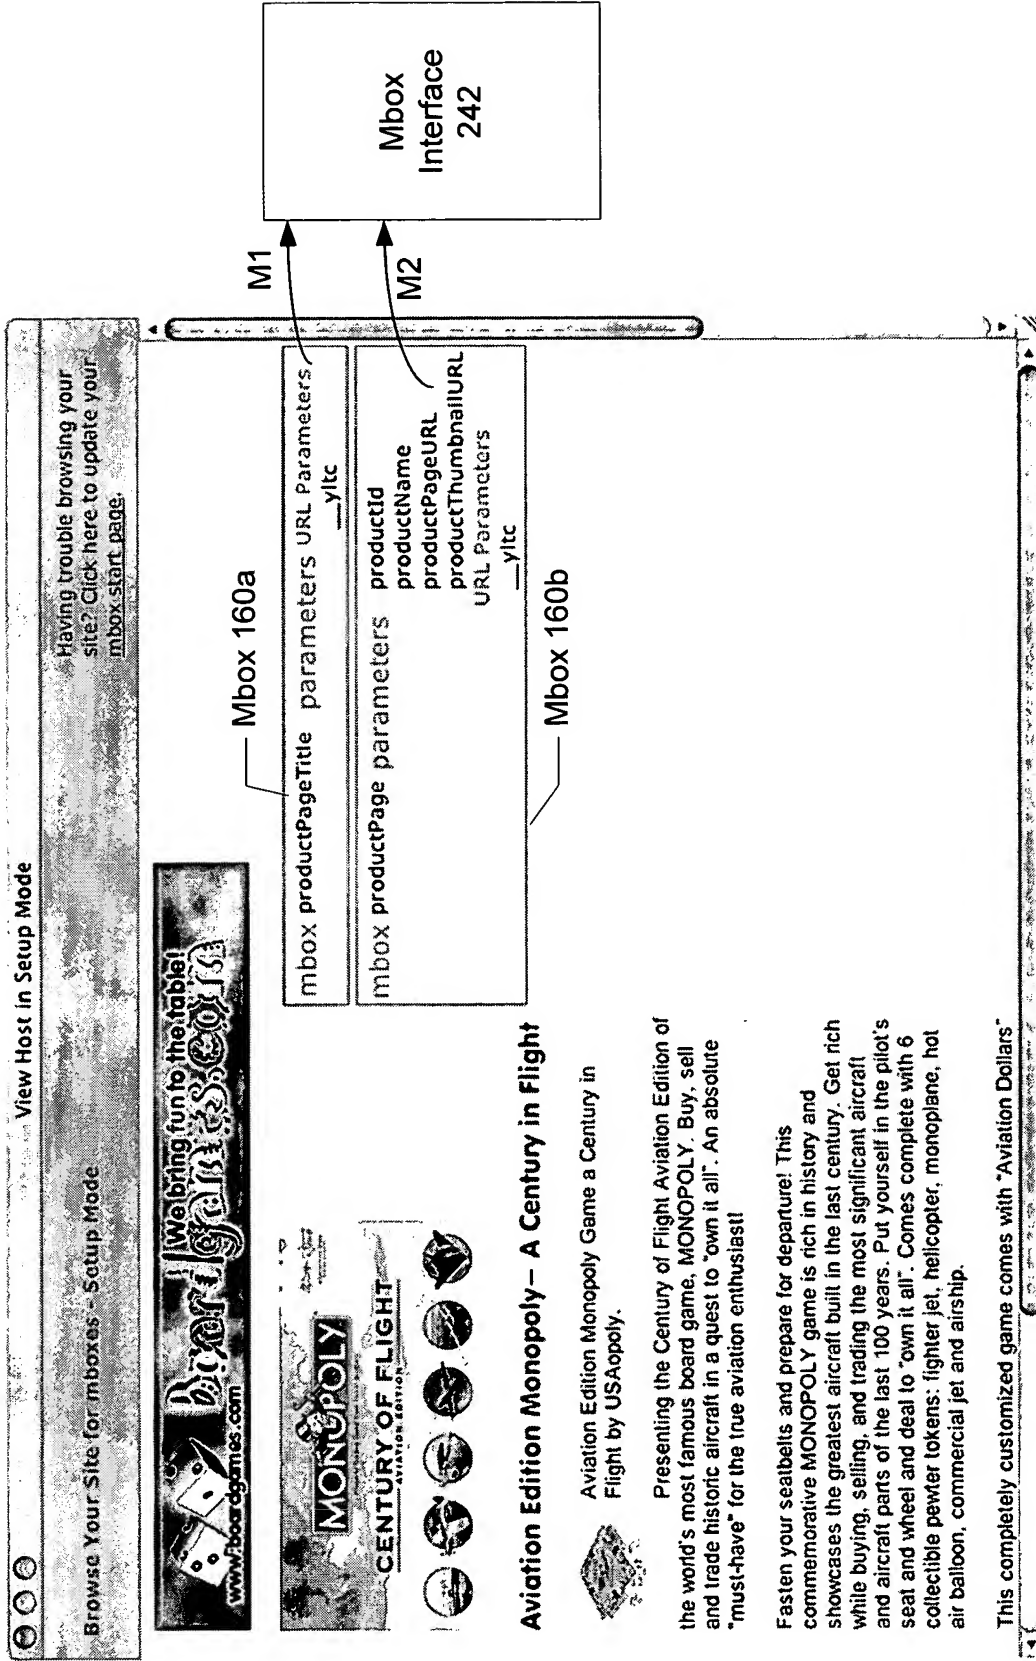 View Host in Setup Mode
Browse Your Site for mboxes - Setup Mode
Having trouble browsing your
site? Click here to update your
mbox start page.
We bring fun to the table!
Boardgames.com
www.fiboardgames.com
MONOPOLY
CENTURY OF FLIGHT
AVIATION EDITION
Mbox 160a
mbox productPageTitle parameters URL Parameters
__yltc
mbox productPage parameters productId
productName
productPageURL
productThumbnailURL
URL Parameters
__yltc
Mbox 160b
M1
M2
Mbox
Interface
242
Aviation Edition Monopoly– A Century in Flight
Aviation Edition Monopoly Game a Century in
Flight by USAopoly.
Presenting the Century of Flight Aviation Edition of
the world's most famous board game, MONOPOLY. Buy, sell
and trade historic aircraft in a quest to "own it all". An absolute
"must-have" for the true aviation enthusiast!
Fasten your seatbelts and prepare for departure! This
commemorative MONOPOLY game is rich in history and
showcases the greatest aircraft built in the last century. Get rich
while buying, selling, and trading the most significant aircraft
and aircraft parts of the last 100 years. Put yourself in the pilot's
seat and wheel and deal to "own it all". Comes complete with 6
collectible pewter tokens: fighter jet, helicopter, monoplane, hot
air balloon, commercial jet and airship.
This completely customized game comes with "Aviation Dollars"